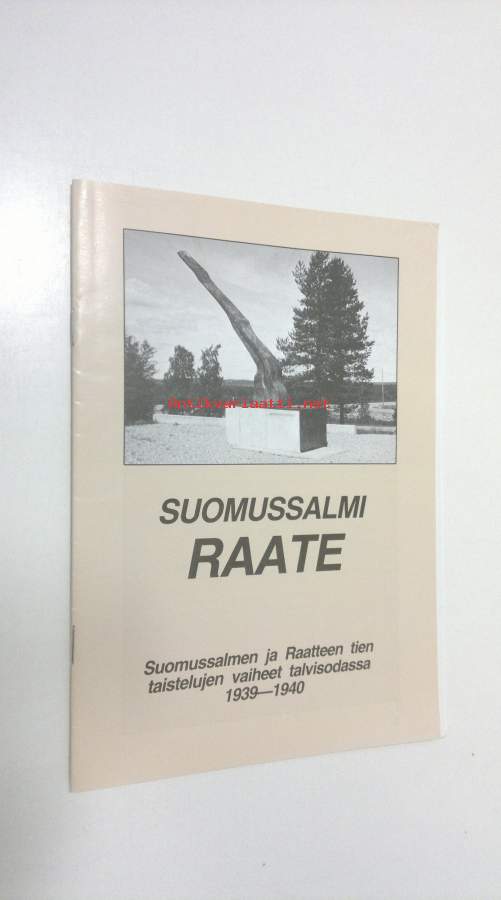 Antikvariaatti.net
SUOMUSSALMI
RAATE
Suomussalmen ja Raatteen tien
taistelujen vaiheet talvisodassa
1939—1940